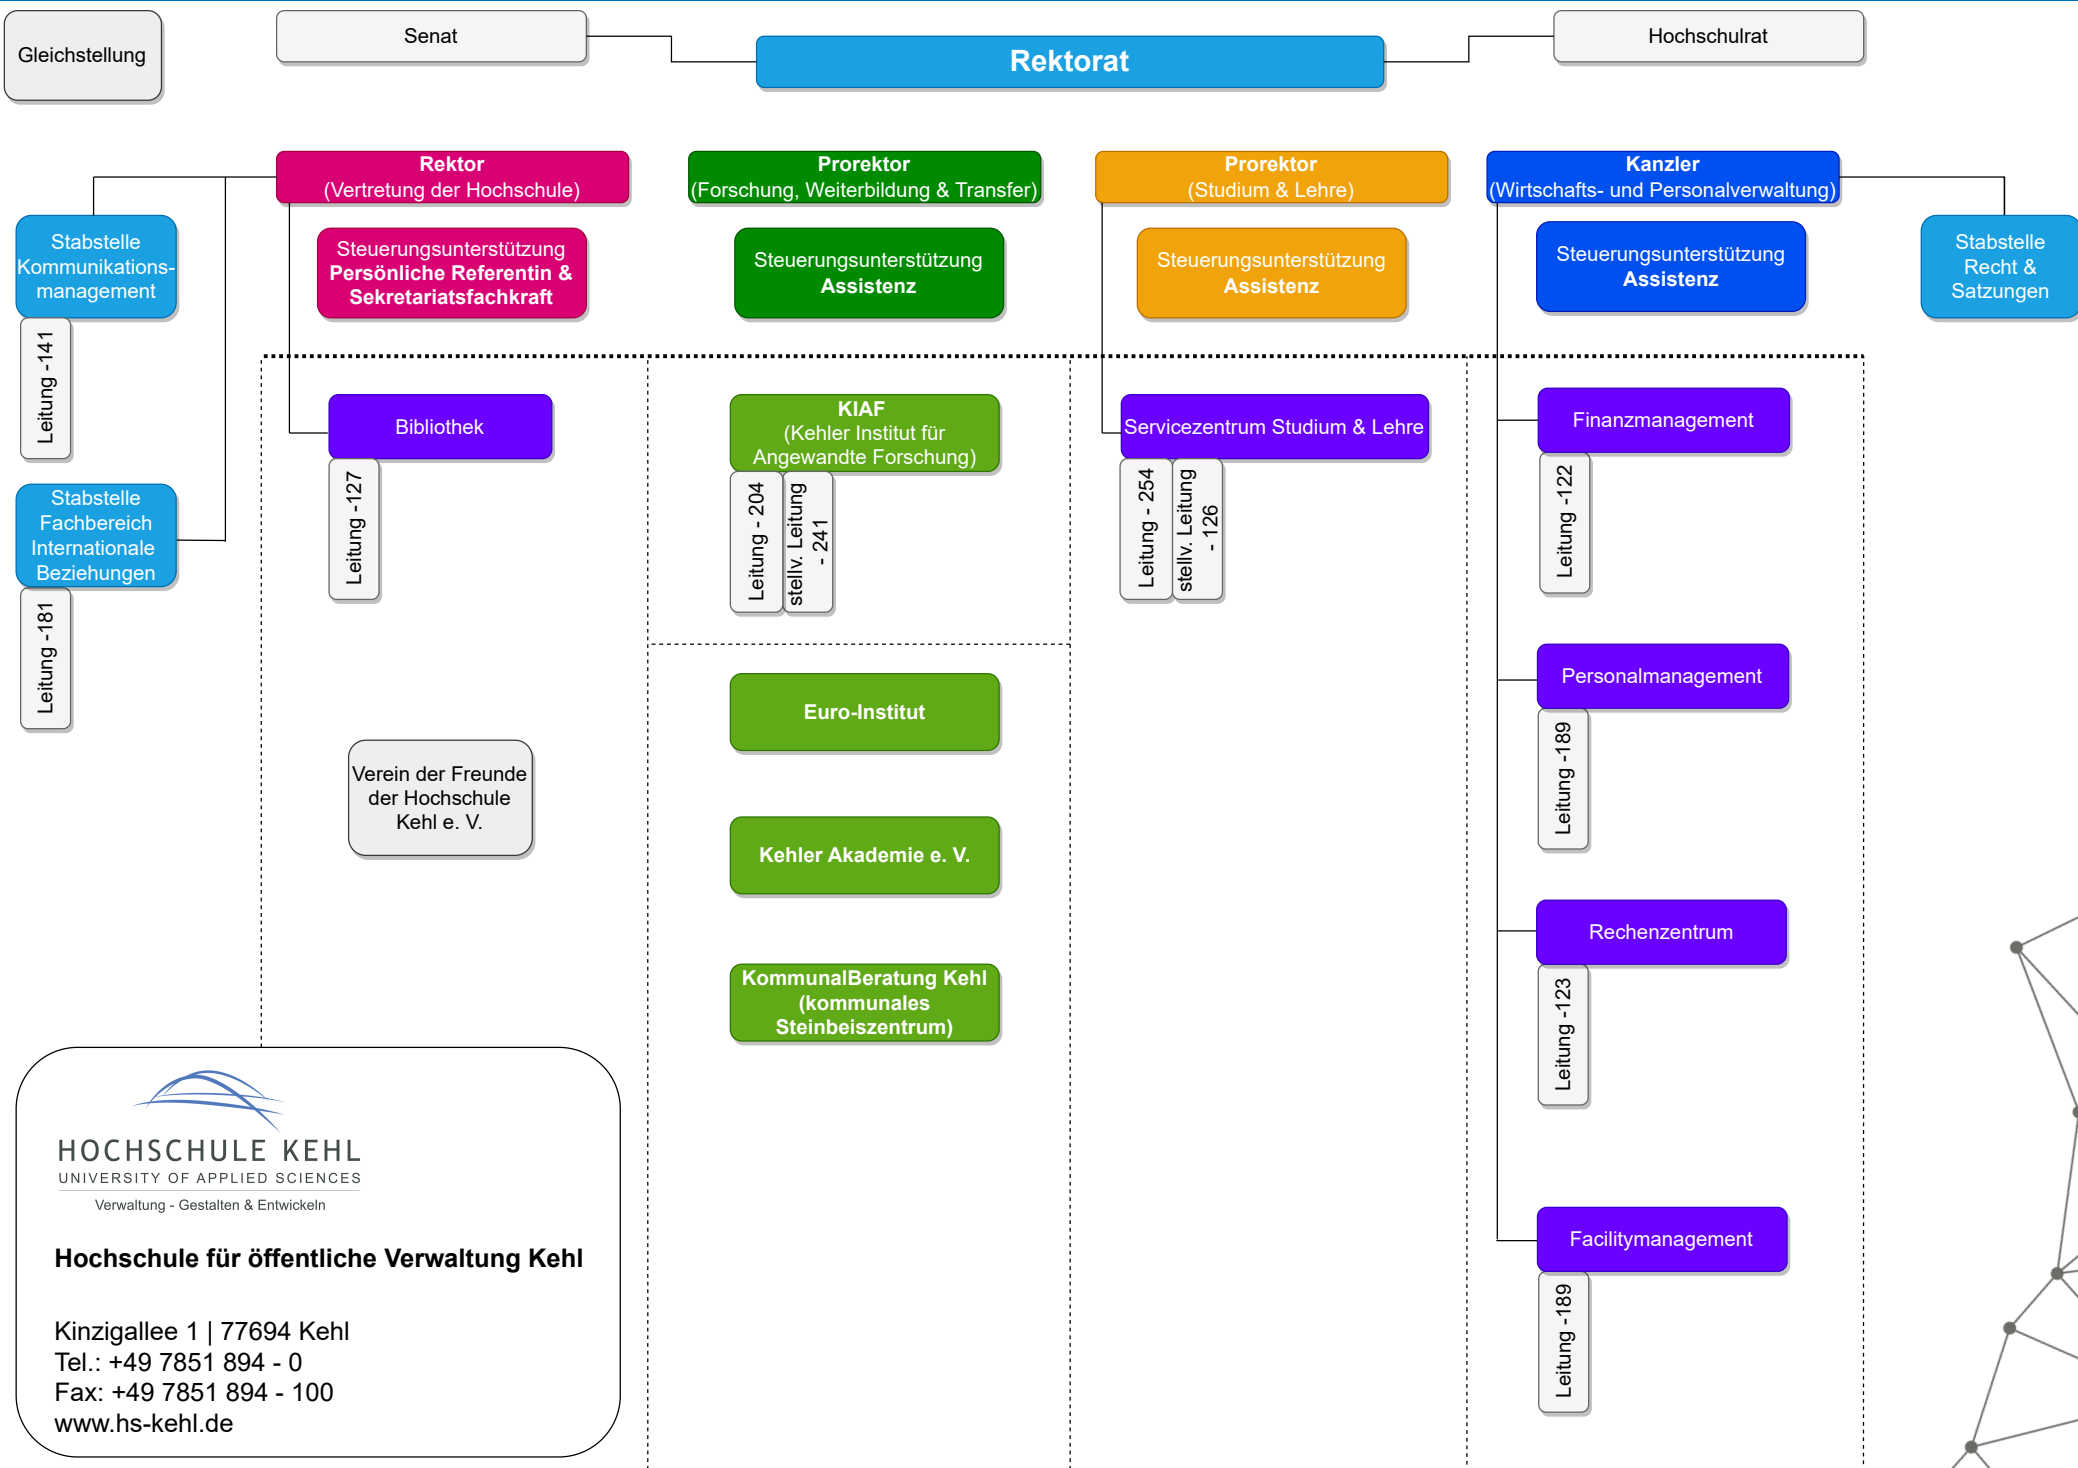 Gleichstellung
Senat
Rektorat
Hochschulrat
Rektor
(Vertretung der Hochschule)
Prorektor
(Forschung, Weiterbildung & Transfer)
Prorektor
(Studium & Lehre)
Kanzler
(Wirtschafts- und Personalverwaltung)
Stabstelle
Kommunikations-
management
Leitung -141
Steuerungsunterstützung
Persönliche Referentin &
Sekretariatsfachkraft
Steuerungsunterstützung
Assistenz
Steuerungsunterstützung
Assistenz
Steuerungsunterstützung
Assistenz
Stabstelle
Recht &
Satzungen
Stabstelle
Fachbereich
Internationale
Beziehungen
Leitung -181
Bibliothek
Leitung -127
Verein der Freunde
der Hochschule
Kehl e. V.
KIAF
(Kehler Institut für
Angewandte Forschung)
Leitung - 204
stellv. Leitung
- 241
Euro-Institut
Kehler Akademie e. V.
KommunalBeratung Kehl
(kommunales
Steinbeiszentrum)
Servicezentrum Studium & Lehre
Leitung - 254
stellv. Leitung
- 126
Finanzmanagement
Leitung -122
Personalmanagement
Leitung -189
Rechenzentrum
Leitung -123
Facilitymanagement
Leitung -189
HOCHSCHULE KEHL
UNIVERSITY OF APPLIED SCIENCES
Verwaltung - Gestalten & Entwickeln
Hochschule für öffentliche Verwaltung Kehl
Kinzigallee 1 | 77694 Kehl
Tel.: +49 7851 894 - 0
Fax: +49 7851 894 - 100
www.hs-kehl.de